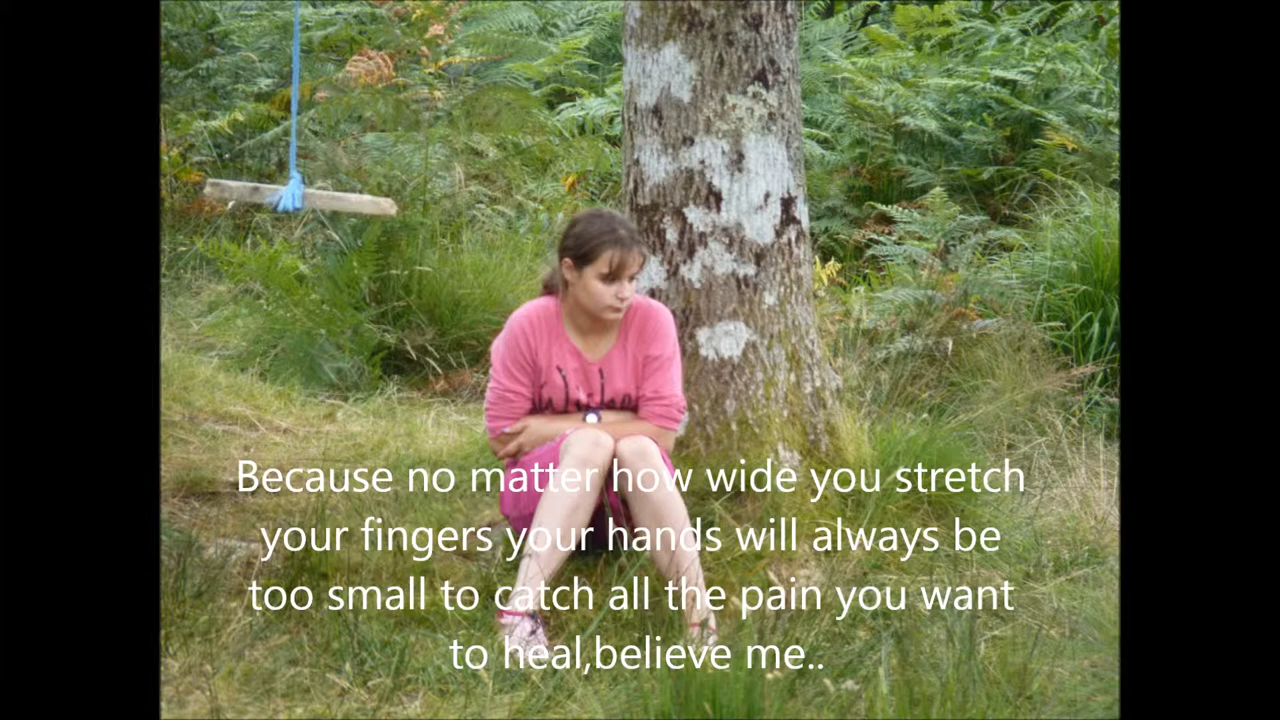 Because no matter how wide you stretch
your fingers your hands will always be
too small to catch all the pain you want
to heal,believe me..